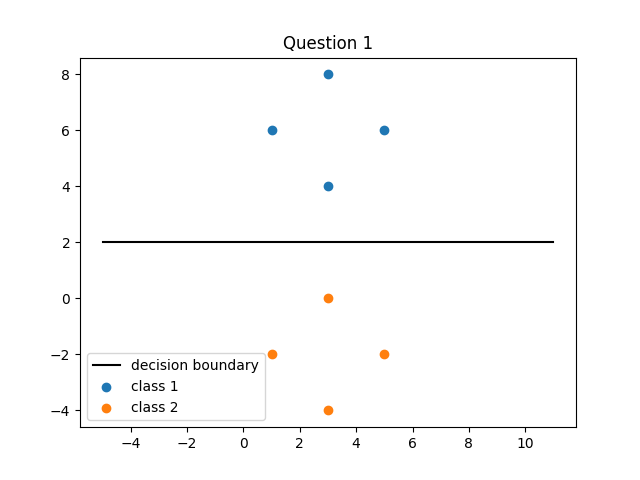 Question 1
8
6
4
2
0
−2
−4
decision boundary
class 1
class 2
−4 −2 0 2 4 6 8 10